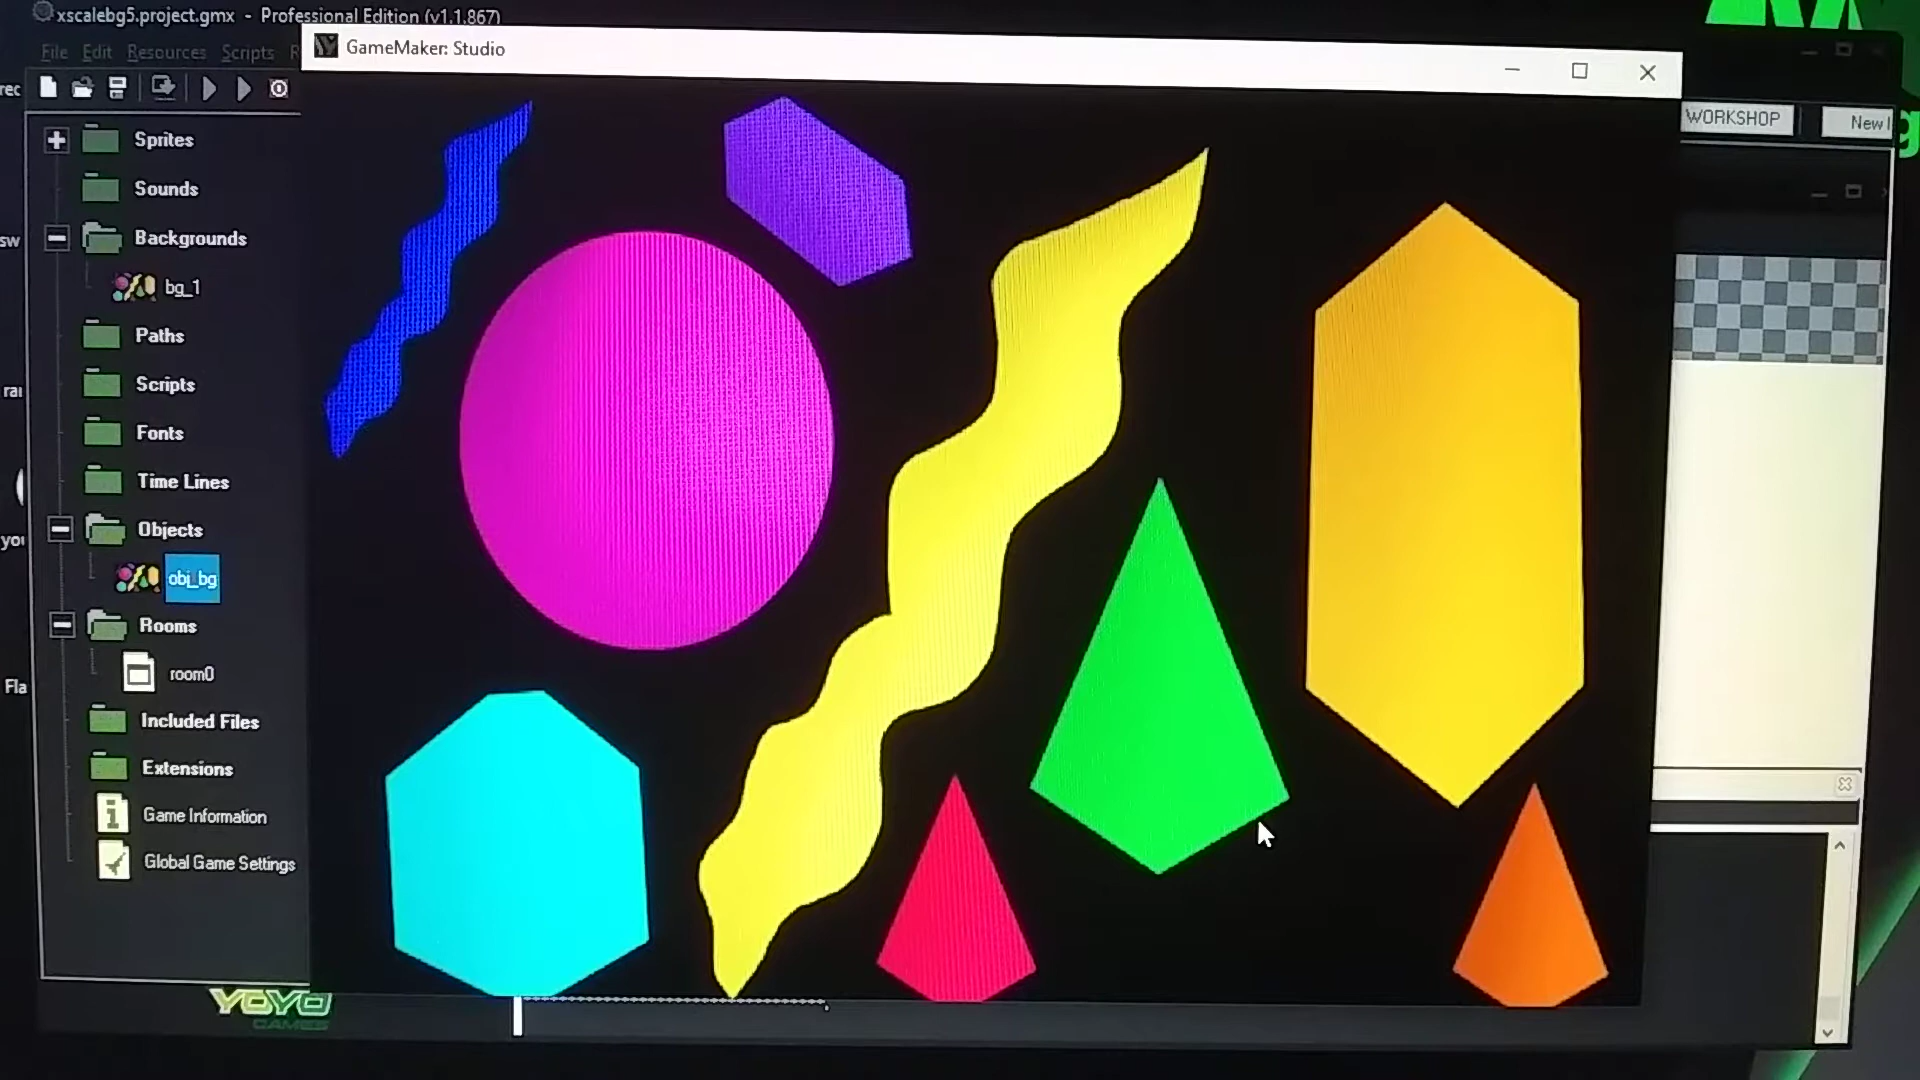 xscalebg5.project.gmx - Professional Edition (v1.1.867)
File Edit Resources Scripts
GameMaker: Studio
WORKSHOP
Sprites
Sounds
Backgrounds
bg_1
Paths
Scripts
Fonts
Time Lines
Objects
obj_bg
Rooms
room0
Included Files
Extensions
Game Information
Global Game Settings
YOYO
GAMES